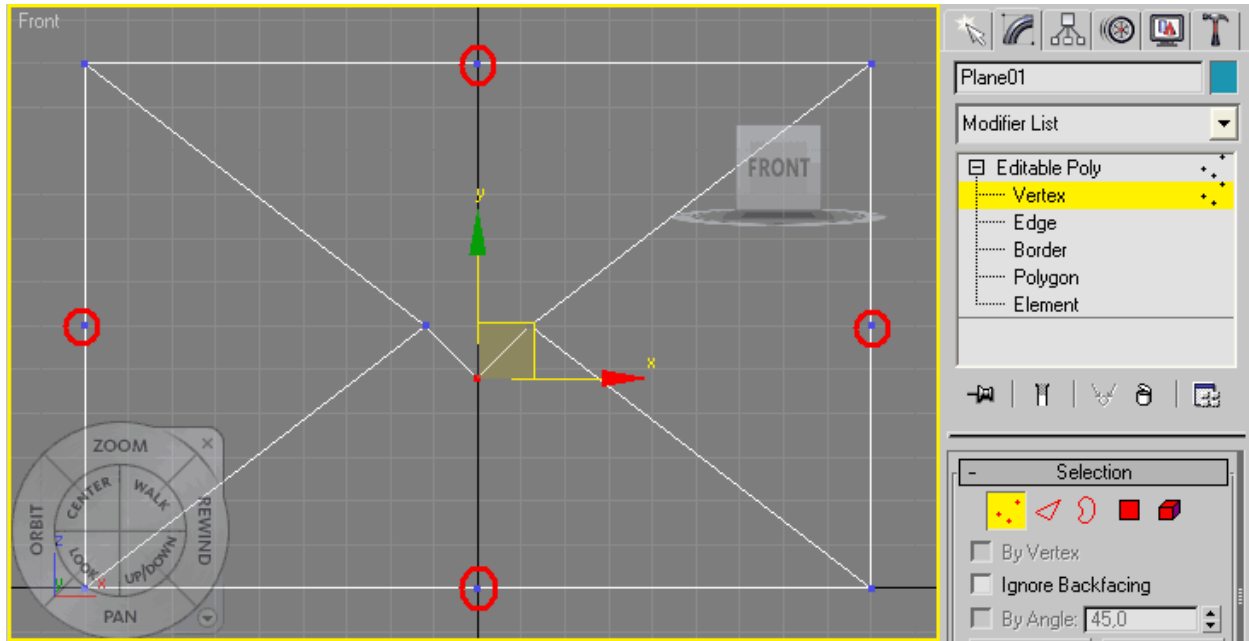 Front
Plane01
Modifier List
FRONT
Editable Poly
Vertex
Edge
Border
Polygon
Element
y
x
ZOOM
CENTER
WALK
ORBIT
REWIND
LOOK
UP/DOWN
PAN
z
y
x
- Selection
By Vertex
Ignore Backfacing
By Angle: 45,0